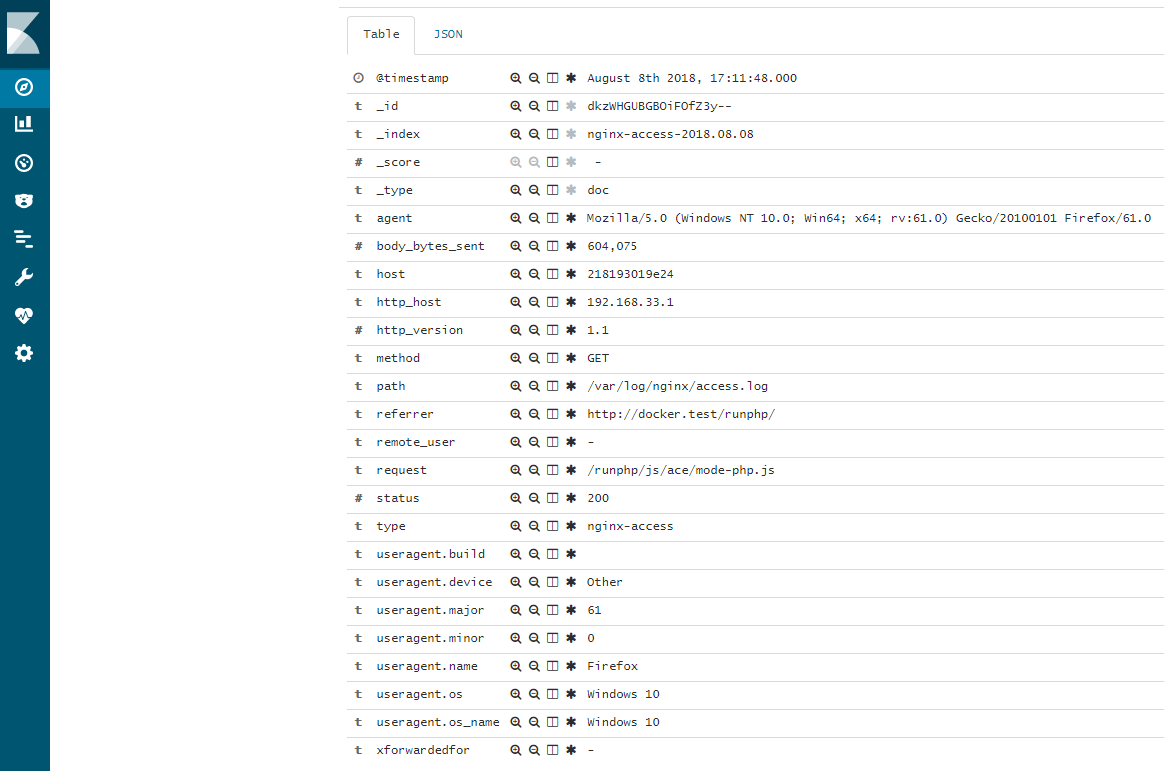 Table JSON
@timestamp August 8th 2018, 17:11:48.000
t _id dkzWHGUBGBOiFOfZ3y--
t _index nginx-access-2018.08.08
# _score -
t _type doc
t agent Mozilla/5.0 (Windows NT 10.0; Win64; x64; rv:61.0) Gecko/20100101 Firefox/61.0
# body_bytes_sent 604,075
t host 218193019e24
t http_host 192.168.33.1
# http_version 1.1
t method GET
t path /var/log/nginx/access.log
t referrer http://docker.test/runphp/
t remote_user -
t request /runphp/js/ace/mode-php.js
# status 200
t type nginx-access
t useragent.build
t useragent.device Other
t useragent.major 61
t useragent.minor 0
t useragent.name Firefox
t useragent.os Windows 10
t useragent.os_name Windows 10
t xforwardedfor -